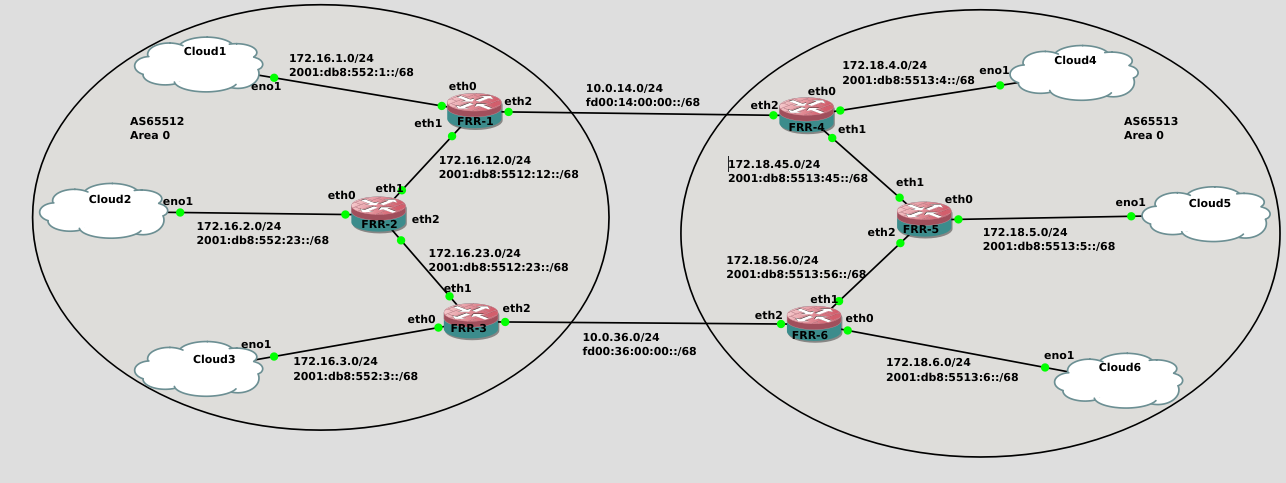 Cloud1
172.16.1.0/24
2001:db8:552:1::/68
eno1
eth0
eth2
FRR-1
eth1
AS65512
Area 0
172.16.12.0/24
2001:db8:5512:12::/68
10.0.14.0/24
fd00:14:00:00::/68
Cloud2
eno1
eth0
eth1
FRR-2
eth2
172.16.2.0/24
2001:db8:552:23::/68
172.16.23.0/24
2001:db8:5512:23::/68
eth1
eth2
eth0
FRR-3
eno1
Cloud3
172.16.3.0/24
2001:db8:552:3::/68
10.0.36.0/24
fd00:36:00:00::/68
172.18.4.0/24
2001:db8:5513:4::/68
eno1
Cloud4
eth0
eth2
FRR-4
eth1
AS65513
Area 0
172.18.45.0/24
2001:db8:5513:45::/68
eth1
eth0
FRR-5
eth2
eno1
Cloud5
172.18.5.0/24
2001:db8:5513:5::/68
172.18.56.0/24
2001:db8:5513:56::/68
eth1
eth2
eth0
FRR-6
eno1
Cloud6
172.18.6.0/24
2001:db8:5513:6::/68